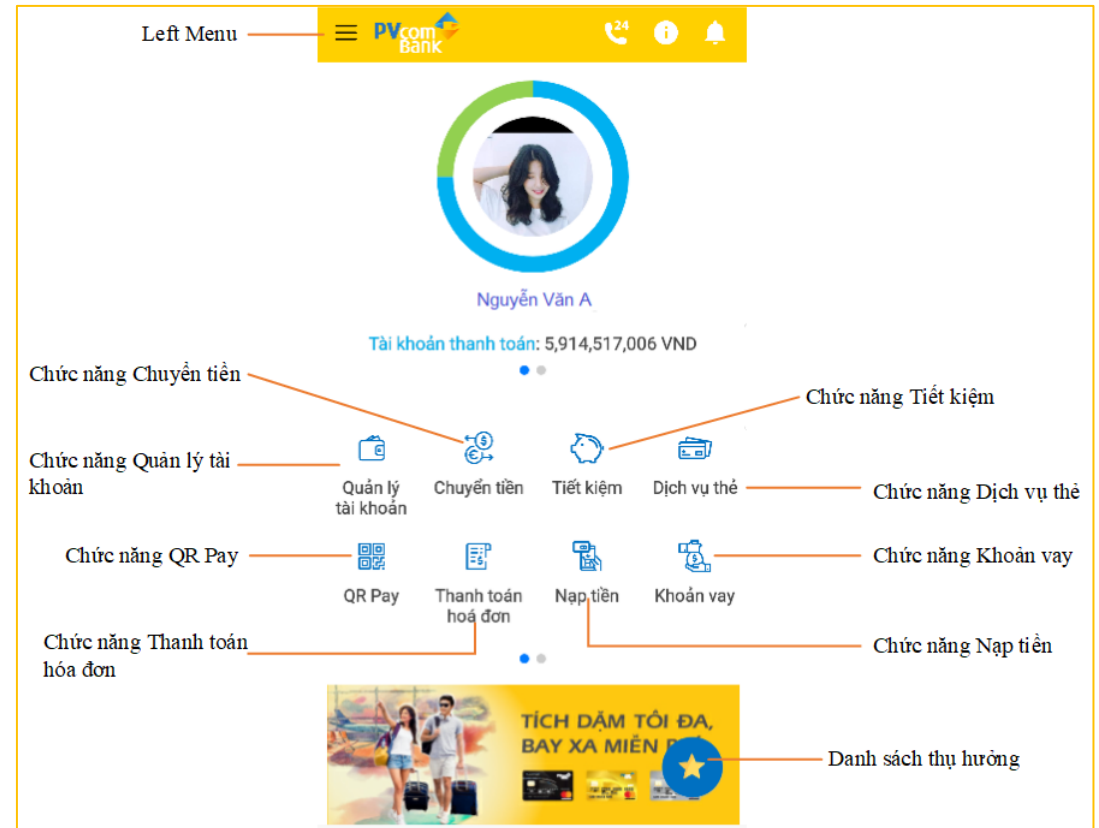 Left Menu
PVcom
Bank
24
Nguyễn Văn A
Tài khoản thanh toán: 5,914,517,006 VND
Chức năng Chuyển tiền
Chức năng Tiết kiệm
Chức năng Quản lý tài
khoản
Quản lý
tài khoản
Chuyển tiền
Tiết kiệm
Dịch vụ thẻ
Chức năng Dịch vụ thẻ
Chức năng QR Pay
Chức năng Khoản vay
QR Pay
Thanh toán
hoá đơn
Nạp tiền
Khoản vay
Chức năng Thanh toán
hóa đơn
Chức năng Nạp tiền
TÍCH DẶM TỐI ĐA,
BAY XA MIỄN
Danh sách thụ hưởng